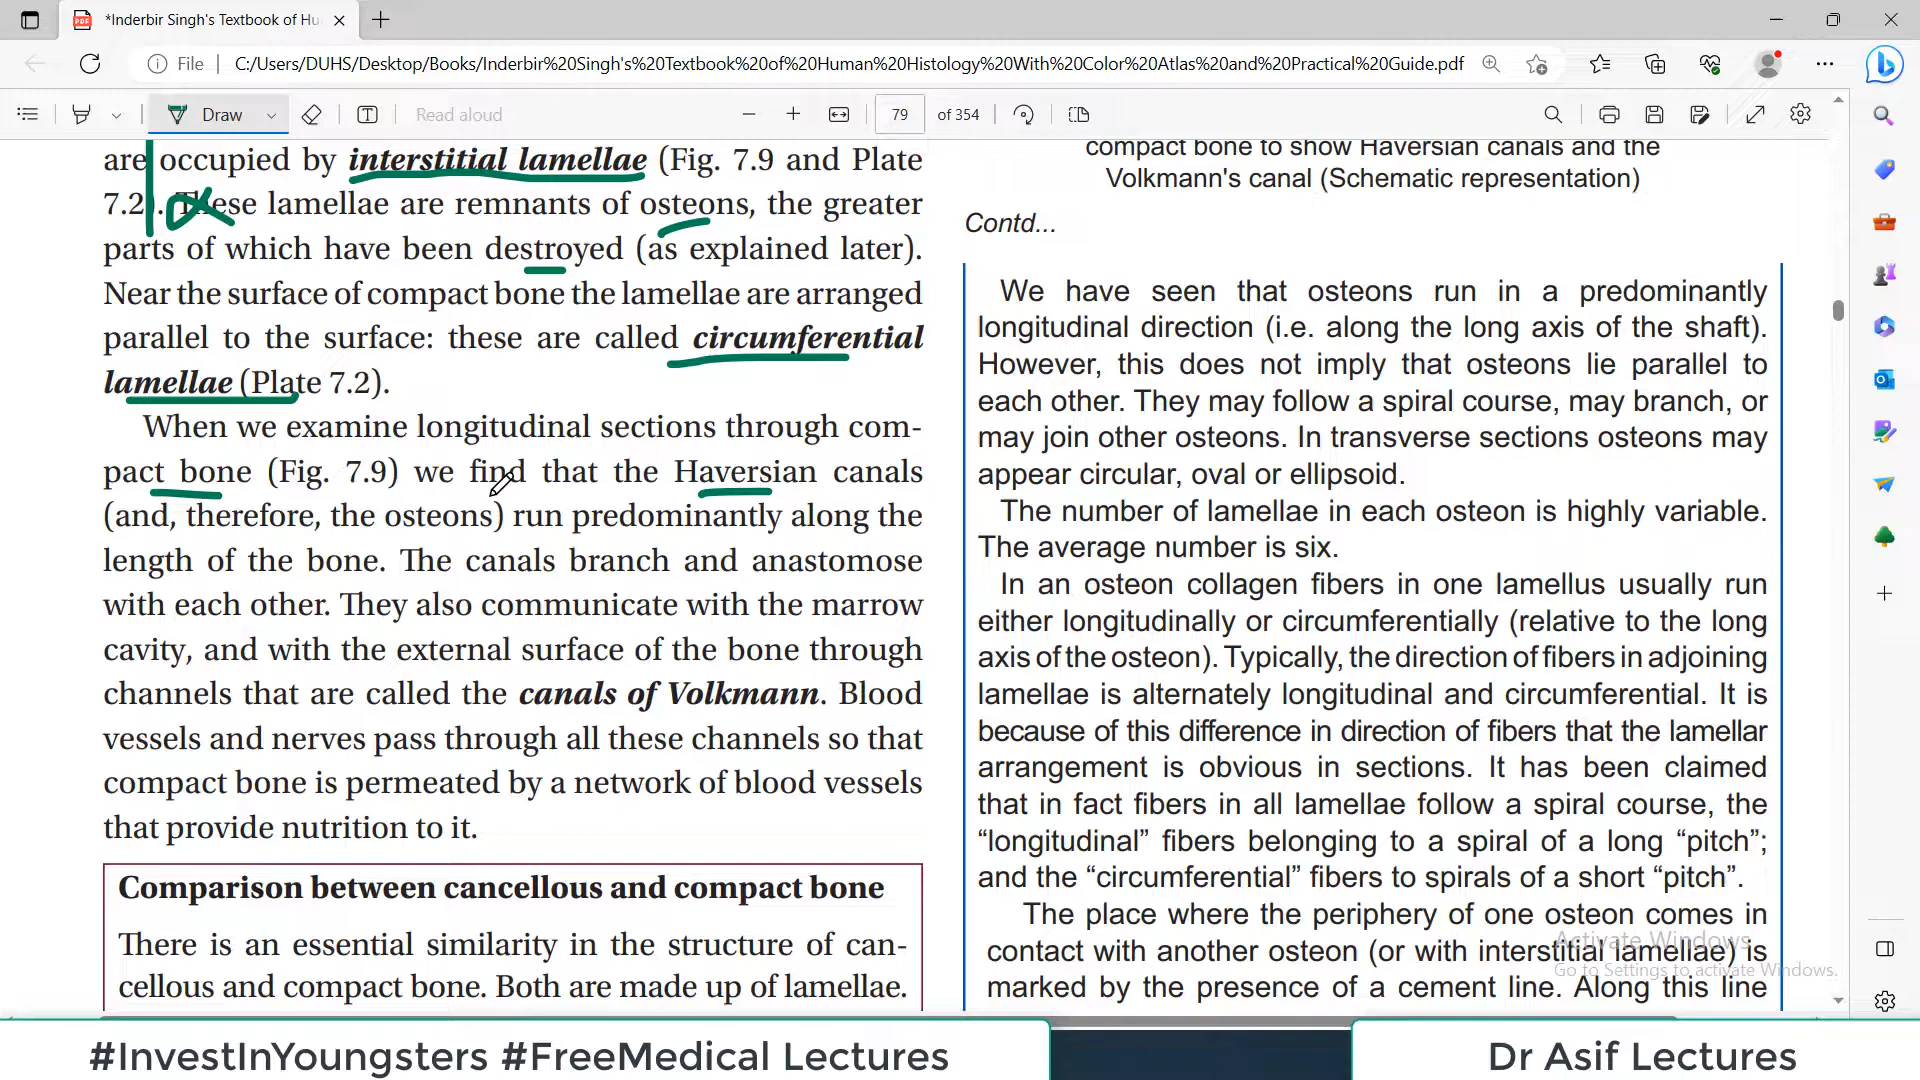 *Inderbir Singh's Textbook of Hu
File
C:/Users/DUHS/Desktop/Books/Inderbir%20Singh's%20Textbook%20of%20Human%20Histology%20With%20Color%20Atlas%20and%20Practical%20Guide.pdf
Draw
Read aloud
79
of 354
are occupied by interstitial lamellae (Fig. 7.9 and Plate
7.2). These lamellae are remnants of osteons, the greater
parts of which have been destroyed (as explained later).
Near the surface of compact bone the lamellae are arranged
parallel to the surface: these are called circumferential
lamellae (Plate 7.2).
When we examine longitudinal sections through com-
pact bone (Fig. 7.9) we find that the Haversian canals
(and, therefore, the osteons) run predominantly along the
length of the bone. The canals branch and anastomose
with each other. They also communicate with the marrow
cavity, and with the external surface of the bone through
channels that are called the canals of Volkmann. Blood
vessels and nerves pass through all these channels so that
compact bone is permeated by a network of blood vessels
that provide nutrition to it.
Comparison between cancellous and compact bone
There is an essential similarity in the structure of can-
cellous and compact bone. Both are made up of lamellae.
compact bone to show Haversian canals and the
Volkmann's canal (Schematic representation)
Contd...
We have seen that osteons run in a predominantly
longitudinal direction (i.e. along the long axis of the shaft).
However, this does not imply that osteons lie parallel to
each other. They may follow a spiral course, may branch, or
may join other osteons. In transverse sections osteons may
appear circular, oval or ellipsoid.
The number of lamellae in each osteon is highly variable.
The average number is six.
In an osteon collagen fibers in one lamellus usually run
either longitudinally or circumferentially (relative to the long
axis of the osteon). Typically, the direction of fibers in adjoining
lamellae is alternately longitudinal and circumferential. It is
because of this difference in direction of fibers that the lamellar
arrangement is obvious in sections. It has been claimed
that in fact fibers in all lamellae follow a spiral course, the
“longitudinal” fibers belonging to a spiral of a long “pitch”;
and the “circumferential” fibers to spirals of a short “pitch”.
The place where the periphery of one osteon comes in
contact with another osteon (or with interstitial lamellae) is
marked by the presence of a cement line. Along this line
Activate Windows
Go to Settings to activate Windows.
#InvestInYoungsters #FreeMedical Lectures
Dr Asif Lectures